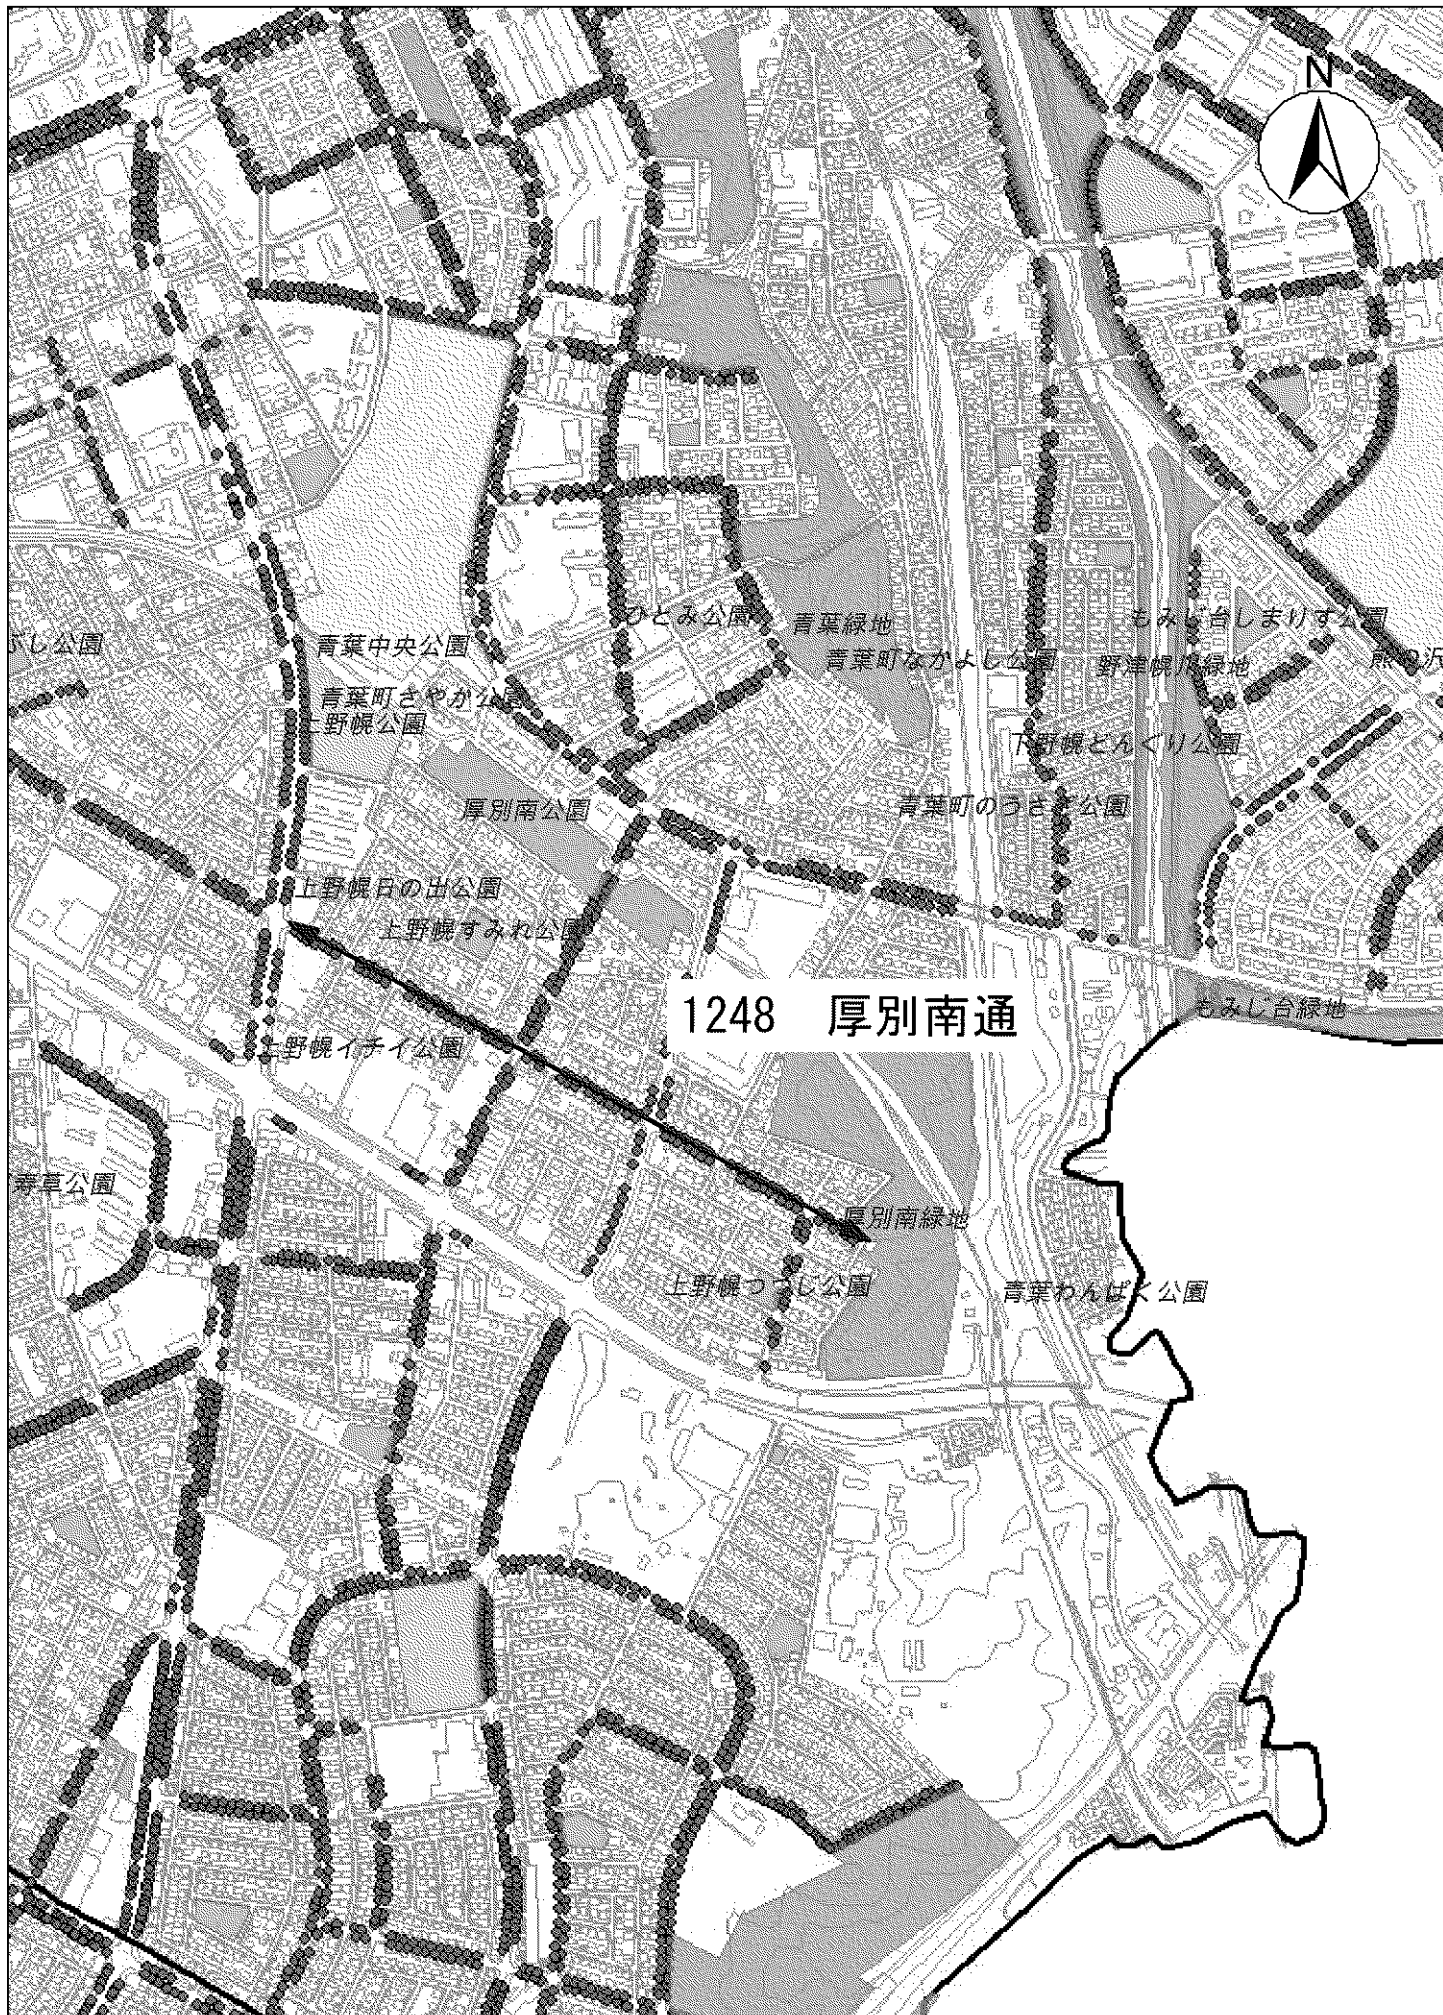 N
ひとみ公園
青葉緑地
もみじ台しまりす公園
ぶし公園
青葉中央公園
青葉町なかよし公園
野津幌川緑地
熊の沢
青葉町さやか公園
上野幌公園
下野幌どんぐり公園
厚別南公園
青葉町のうさぎ公園
上野幌日の出公園
上野幌すみれ公園
1248 厚別南通
もみじ台緑地
上野幌イチイ公園
寿草公園
厚別南緑地
上野幌つつじ公園
青葉わんぱく公園